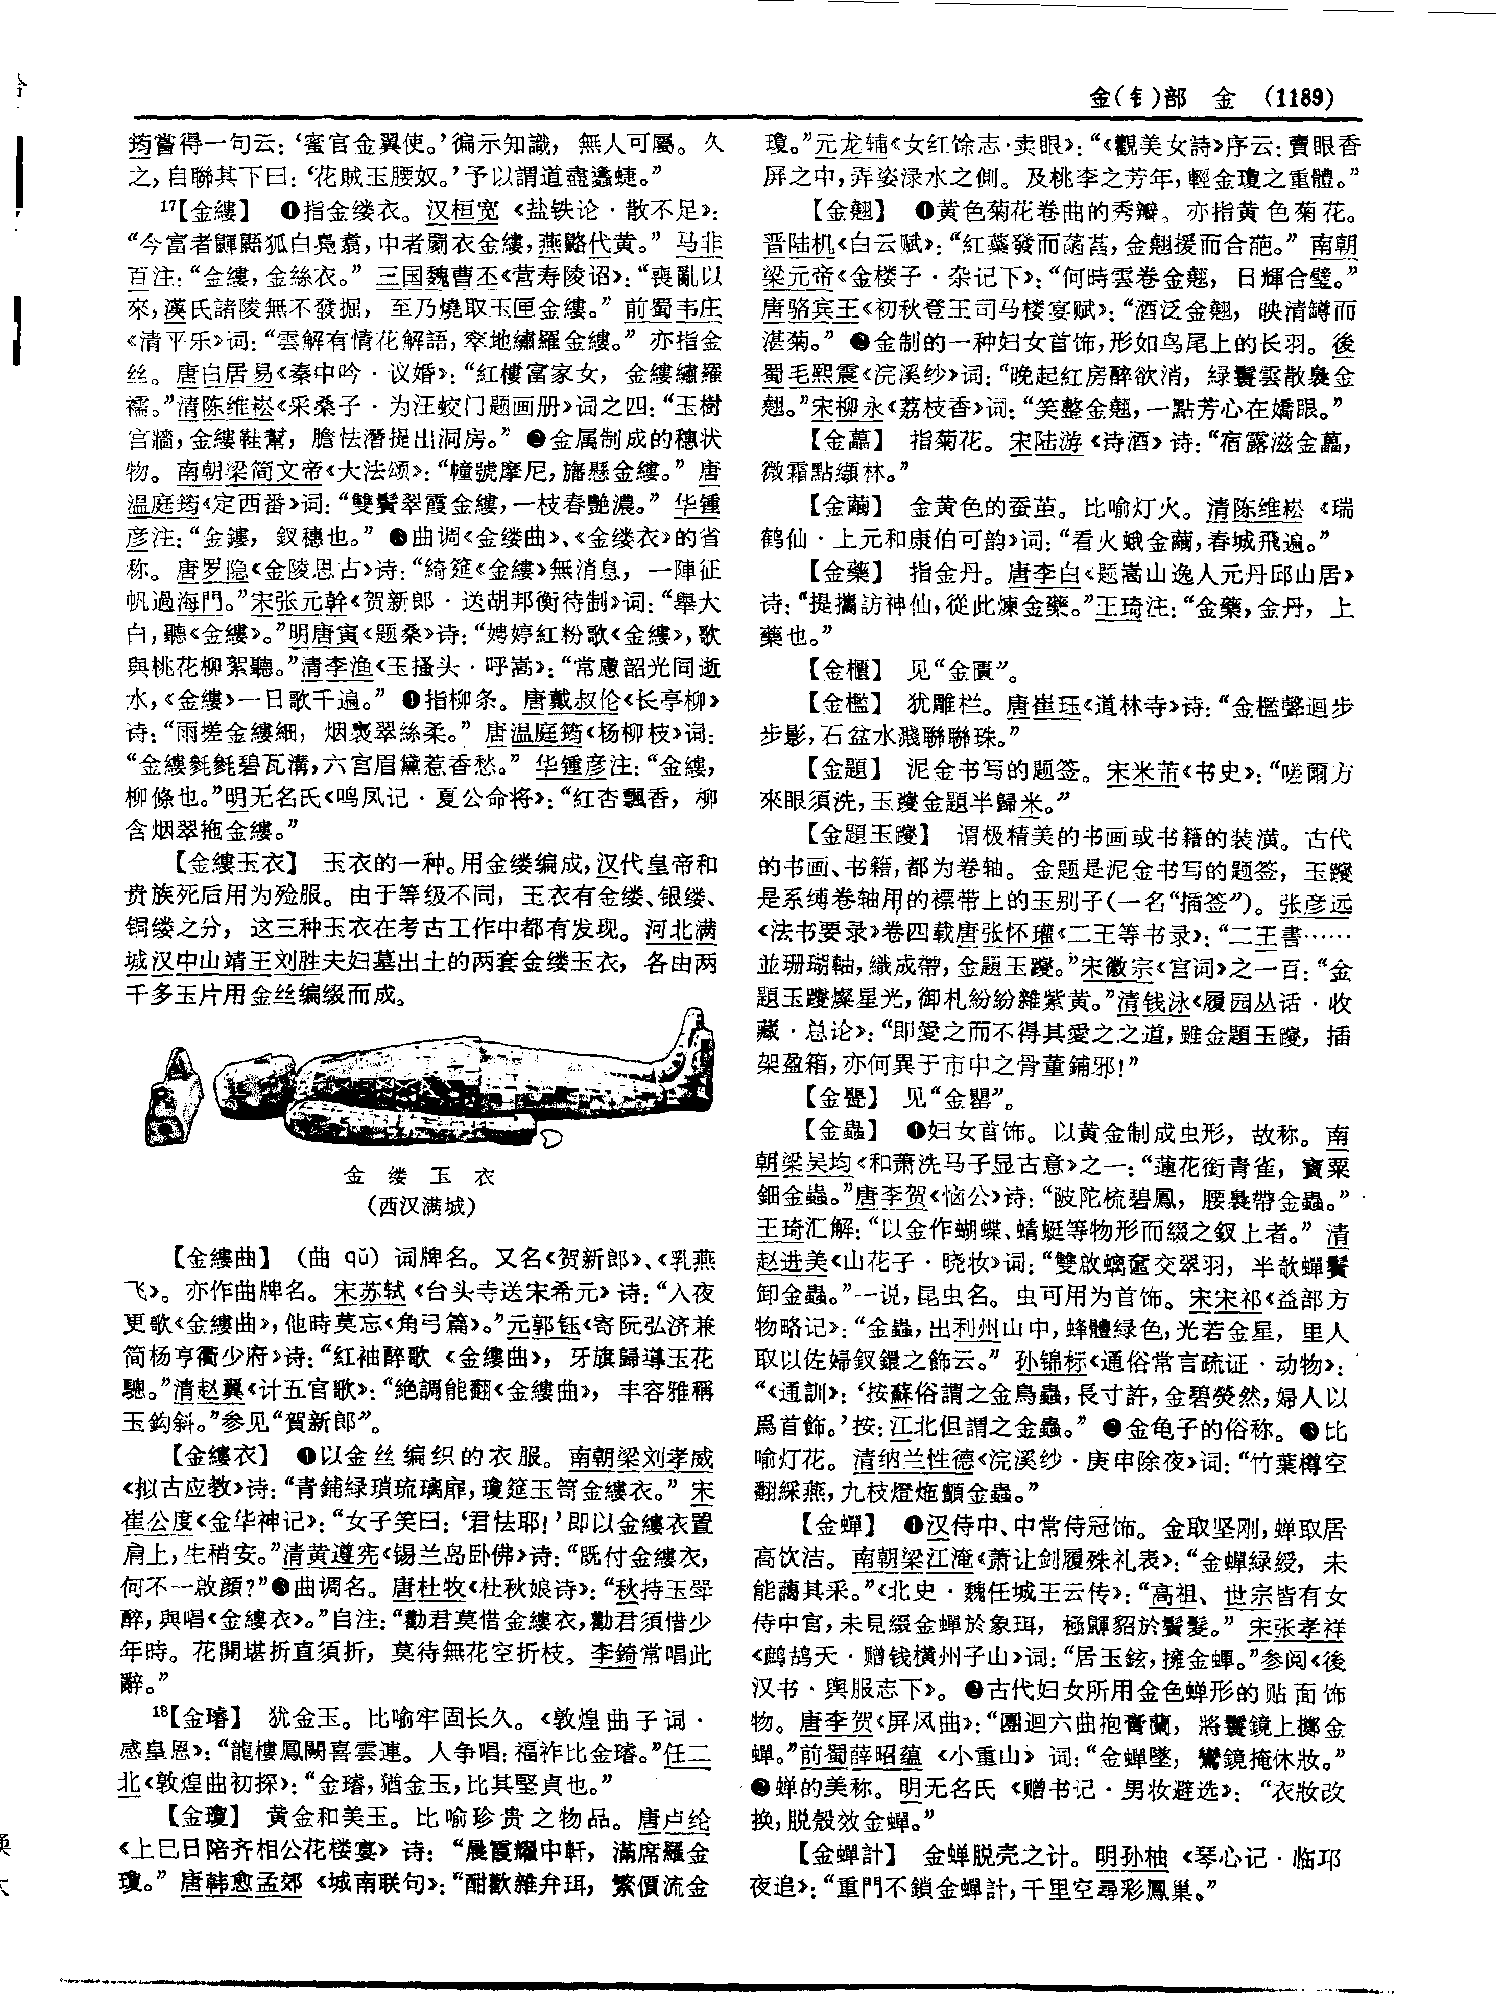 金(钅)部　金　(1189)
筠嘗得一句云：‘蜜官金翼使。’徧示知識，無人可屬。久
之，自聯其下曰：‘花賊玉腰奴。’予以謂道盡蠭蜨。”
17【金縷】　❶指金缕衣。汉桓宽《盐铁论·散不足》：
“今富者鼲鼦狐白鳧翥，中者罽衣金縷，燕䶂代黄。”马非
百注：“金縷，金絲衣。”三国魏曹丕《营寿陵诏》：“喪亂以
來，漢氏諸陵無不發掘，至乃燒取玉匣金縷。”前蜀韦庄
《清平乐》词：“雲解有情花解語，窣地繡羅金縷。”亦指金
丝。唐白居易《秦中吟·议婚》：“紅樓富家女，金縷繡羅
襦。”清陈维崧《采桑子·为汪蛟门题画册》词之四：“玉樹
宫牆，金縷鞋幫，膽怯潛提出洞房。”❷金属制成的穗状
物。南朝梁简文帝《大法颂》：“幢號摩尼，旛懸金縷。”唐
温庭筠《定西番》词：“雙鬢翠霞金縷，一枝春艷濃。”华锺
彦注：“金鏤，釵穗也。”❸曲调《金缕曲》、《金缕衣》的省
称。唐罗隐《金陵思古》诗：“綺筵《金縷》無消息，一陣征
帆過海門。”宋张元幹《贺新郎·送胡邦衡待制》词：“舉大
白，聽《金縷》。”明唐寅《题桑》诗：“娉婷紅粉歌《金縷》，歌
與桃花柳絮聽。”清李渔《玉搔头·呼嵩》：“常慮韶光同逝
水，《金縷》一日歌千遍。”❹指柳条。唐戴叔伦《长亭柳》
诗：“雨搓金縷細，烟裊翠絲柔。”唐温庭筠《杨柳枝》词：
“金縷毿毿碧瓦溝，六宫眉黛惹香愁。”华锺彦注：“金縷，
柳條也。”明无名氏《鸣凤记·夏公命将》：“紅杏飄香，柳
含烟翠拖金縷。”
【金縷玉衣】　玉衣的一种。用金缕编成，汉代皇帝和
贵族死后用为殓服。由于等级不同，玉衣有金缕、银缕、
铜缕之分，这三种玉衣在考古工作中都有发现。河北满
城汉中山靖王刘胜夫妇墓出土的两套金缕玉衣，各由两
千多玉片用金丝编缀而成。
金缕玉衣
(西汉满城)
【金縷曲】　(曲 qǔ)　词牌名。又名《贺新郎》、《乳燕
飞》。亦作曲牌名。宋苏轼《台头寺送宋希元》诗：“入夜
更歌《金縷曲》，他時莫忘《角弓篇》。”元郭钰《寄阮弘济兼
简杨亨衢少府》诗：“紅袖醉歌《金縷曲》，牙旗歸導玉花
驄。”清赵翼《计五官歌》：“絶調能翻《金縷曲》，丰容雅稱
玉鈎斜。”参见“賀新郎”。
【金縷衣】　❶以金丝编织的衣服。南朝梁刘孝威
《拟古应教》诗：“青鋪緑瑣琉璃扉，瓊筵玉笥金縷衣。”宋
崔公度《金华神记》：“女子笑曰：‘君怯耶！’即以金縷衣置
肩上，生稍安。”清黄遵宪《锡兰岛卧佛》诗：“既付金縷衣，
何不一啟顔？”❷曲调名。唐杜牧《杜秋娘诗》：“秋持玉斝
醉，與唱《金縷衣》。”自注：“勸君莫惜金縷衣，勸君須惜少
年時。花開堪折直須折，莫待無花空折枝。李錡常唱此
辭。”
18【金璿】　犹金玉。比喻牢固长久。《敦煌曲子词·
感皇恩》：“龍樓鳳闕喜雲連。人争唱：福祚比金璿。”任二
北《敦煌曲初探》：“金璿，猶金玉，比其堅貞也。”
【金瓊】　黄金和美玉。比喻珍贵之物品。唐卢纶
《上巳日陪齐相公花楼宴》诗：“晨霞耀中軒，滿席羅金
瓊。”唐韩愈孟郊《城南联句》：“酣歡雜弁珥，繁價流金
瓊。”元龙辅《女红馀志·卖眼》：“《觀美女詩》序云：賣眼香
屏之中，弄姿渌水之側。及桃李之芳年，輕金瓊之重體。”
【金翹】　❶黄色菊花卷曲的秀瓣。亦指黄色菊花。
晋陆机《白云赋》：“紅蘂發而菡萏，金翹援而合葩。”南朝
梁元帝《金楼子·杂记下》：“何時雲卷金翹，日輝合璧。”
唐骆宾王《初秋登王司马楼宴赋》：“酒泛金翹，映清罇而
湛菊。”❷金制的一种妇女首饰，形如鸟尾上的长羽。後
蜀毛熙震《浣溪纱》词：“晚起紅房醉欲消，緑鬟雲散裊金
翹。”宋柳永《荔枝香》词：“笑整金翹，一點芳心在嬌眼。”
【金藟】　指菊花。宋陆游《诗酒》诗：“宿露滋金藟，
微霜點纈林。”
【金繭】　金黄色的蚕茧。比喻灯火。清陈维崧《瑞
鹤仙·上元和康伯可韵》词：“看火蛾金繭，春城飛遍。”
【金藥】　指金丹。唐李白《题嵩山逸人元丹邱山居》
诗：“提攜訪神仙，從此煉金藥。”王琦注：“金藥，金丹，上
藥也。”
【金櫃】　见“金匱”。
【金檻】　犹雕栏。唐崔珏《道林寺》诗：“金檻磬迴步
步影，石盆水濺聯聯珠。”
【金題】　泥金书写的题签。宋米芾《书史》：“嗟爾方
來眼須洗，玉躞金題半歸米。”
【金題玉躞】　谓极精美的书画或书籍的装潢。古代
的书画、书籍，都为卷轴。金题是泥金书写的题签，玉躞
是系缚卷轴用的褾带上的玉别子(一名“插签”)。张彦远
《法书要录》卷四载唐张怀瓘《二王等书录》：“二王書……
並珊瑚軸，織成帶，金題玉躞。”宋徽宗《宫词》之一百：“金
題玉躞燦星光，御札紛紛雜紫黄。”清钱泳《履园丛话·收
藏·总论》：“即愛之而不得其愛之之道，雖金題玉躞，插
架盈箱，亦何異于市中之骨董鋪邪！”
【金甖】　见“金罌”。
【金蟲】　❶妇女首饰。以黄金制成虫形，故称。南
朝梁吴均《和萧洗马子显古意》之一：“蓮花銜青雀，寶粟
鈿金蟲。”唐李贺《恼公》诗：“陂陀梳碧鳳，腰裊帶金蟲。”
王琦汇解：“以金作蝴蝶、蜻蜓等物形而綴之釵上者。”清
赵进美《山花子·晓妆》词：“雙啟螭奩交翠羽，半欹蟬鬢
卸金蟲。”一说，昆虫名。虫可用为首饰。宋宋祁《益部方
物略记》：“金蟲，出利州山中，蜂體緑色，光若金星，里人
取以佐婦釵鐶之飾云。”孙锦标《通俗常言疏证·动物》：
“《通訓》：‘按蘇俗謂之金鳥蟲，長寸許，金碧熒然，婦人以
爲首飾。’按：江北但謂之金蟲。”❷金龟子的俗称。❸比
喻灯花。清纳兰性德《浣溪纱·庚申除夜》词：“竹葉樽空
翻綵燕，九枝燈炧顫金蟲。”
【金蟬】　❶汉侍中、中常侍冠饰。金取坚刚，蝉取居
高饮洁。南朝梁江淹《萧让剑履殊礼表》：“金蟬緑綬，未
能藹其采。”《北史·魏任城王云传》：“高祖、世宗皆有女
侍中官，未見綴金蟬於象珥，極鼲貂於鬢髮。”宋张孝祥
《鹧鸪天·赠钱横州子山》词：“居玉鉉，擁金蟬。”参阅《後
汉书·舆服志下》。❷古代妇女所用金色蝉形的贴面饰
物。唐李贺《屏风曲》：“團迴六曲抱膏蘭，將鬟鏡上擲金
蟬。”前蜀薛昭蕴《小重山》词：“金蟬墜，鸞鏡掩休妝。”
❸蝉的美称。明无名氏《赠书记·男妆避选》：“衣妝改
换，脱殼效金蟬。”
【金蟬計】　金蝉脱壳之计。明孙柚《琴心记·临邛
夜追》：“重門不鎖金蟬計，千里空尋彩鳳巢。”